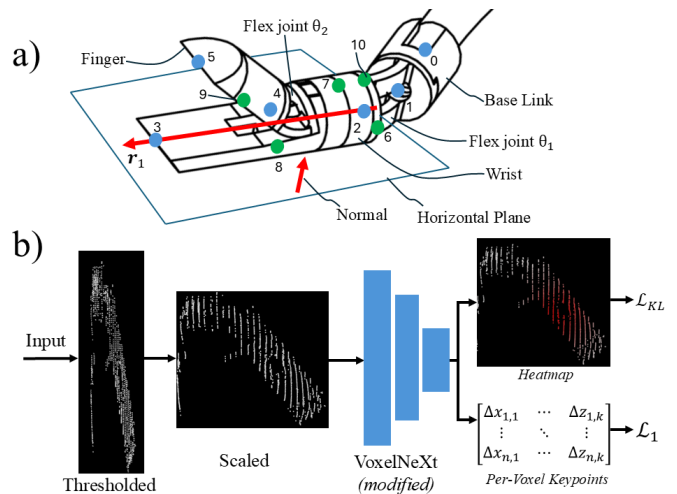 a)
Flex joint θ₂
Finger
5
10
0
9
4
7
Base Link
1
3
2
6
Flex joint θ₁
r₁
8
Wrist
Normal
Horizontal Plane
b)
Input
Thresholded
Scaled
VoxelNeXt
(modified)
Heatmap
ℒ_KL
Δx₁,₁ ⋯ Δz₁,ₖ
⋮ ⋱ ⋮
Δxₙ,₁ ⋯ Δzₙ,ₖ
ℒ₁
Per-Voxel Keypoints